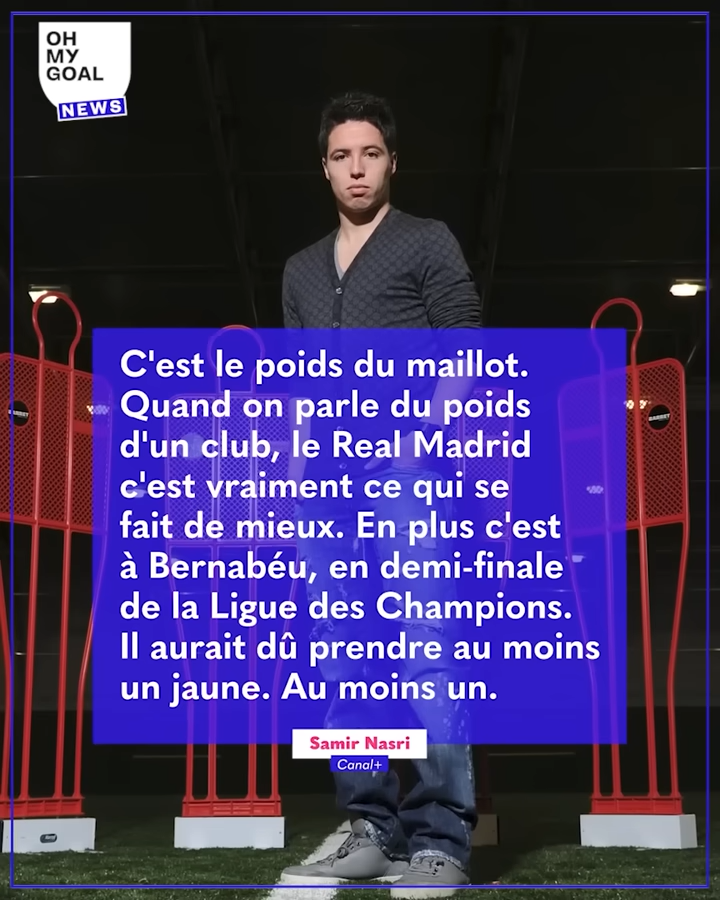 OH
MY
GOAL
NEWS
C'est le poids du maillot.
Quand on parle du poids
d'un club, le Real Madrid
c'est vraiment ce qui se
fait de mieux. En plus c'est
à Bernabéu, en demi-finale
de la Ligue des Champions.
Il aurait dû prendre au moins
un jaune. Au moins un.
Samir Nasri
Canal+